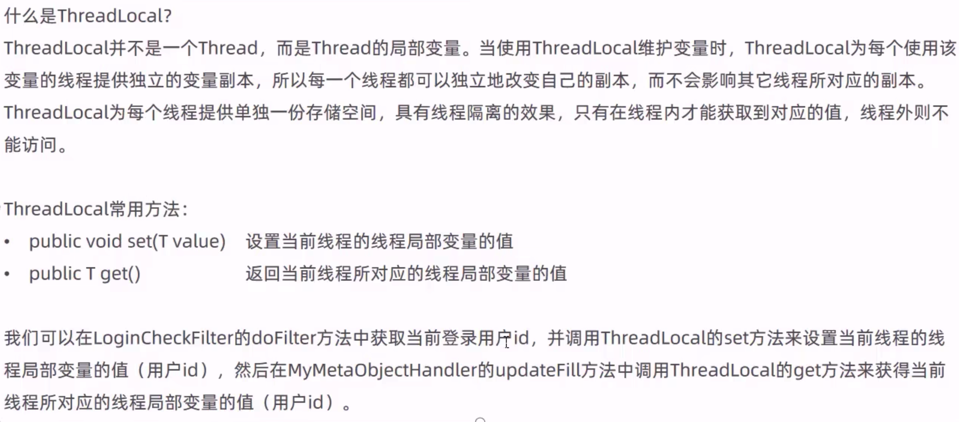 什么是ThreadLocal?
ThreadLocal并不是一个Thread，而是Thread的局部变量。当使用ThreadLocal维护变量时，ThreadLocal为每个使用该
变量的线程提供独立的变量副本，所以每一个线程都可以独立地改变自己的副本，而不会影响其它线程所对应的副本。
ThreadLocal为每个线程提供单独一份存储空间，具有线程隔离的效果，只有在线程内才能获取到对应的值，线程外则不
能访问。
ThreadLocal常用方法：
• public void set(T value) 设置当前线程的线程局部变量的值
• public T get() 返回当前线程所对应的线程局部变量的值
我们可以在LoginCheckFilter的doFilter方法中获取当前登录用户id，并调用ThreadLocal的set方法来设置当前线程的线
程局部变量的值（用户id），然后在MyMetaObjectHandler的updateFill方法中调用ThreadLocal的get方法来获得当前
线程所对应的线程局部变量的值（用户id）。